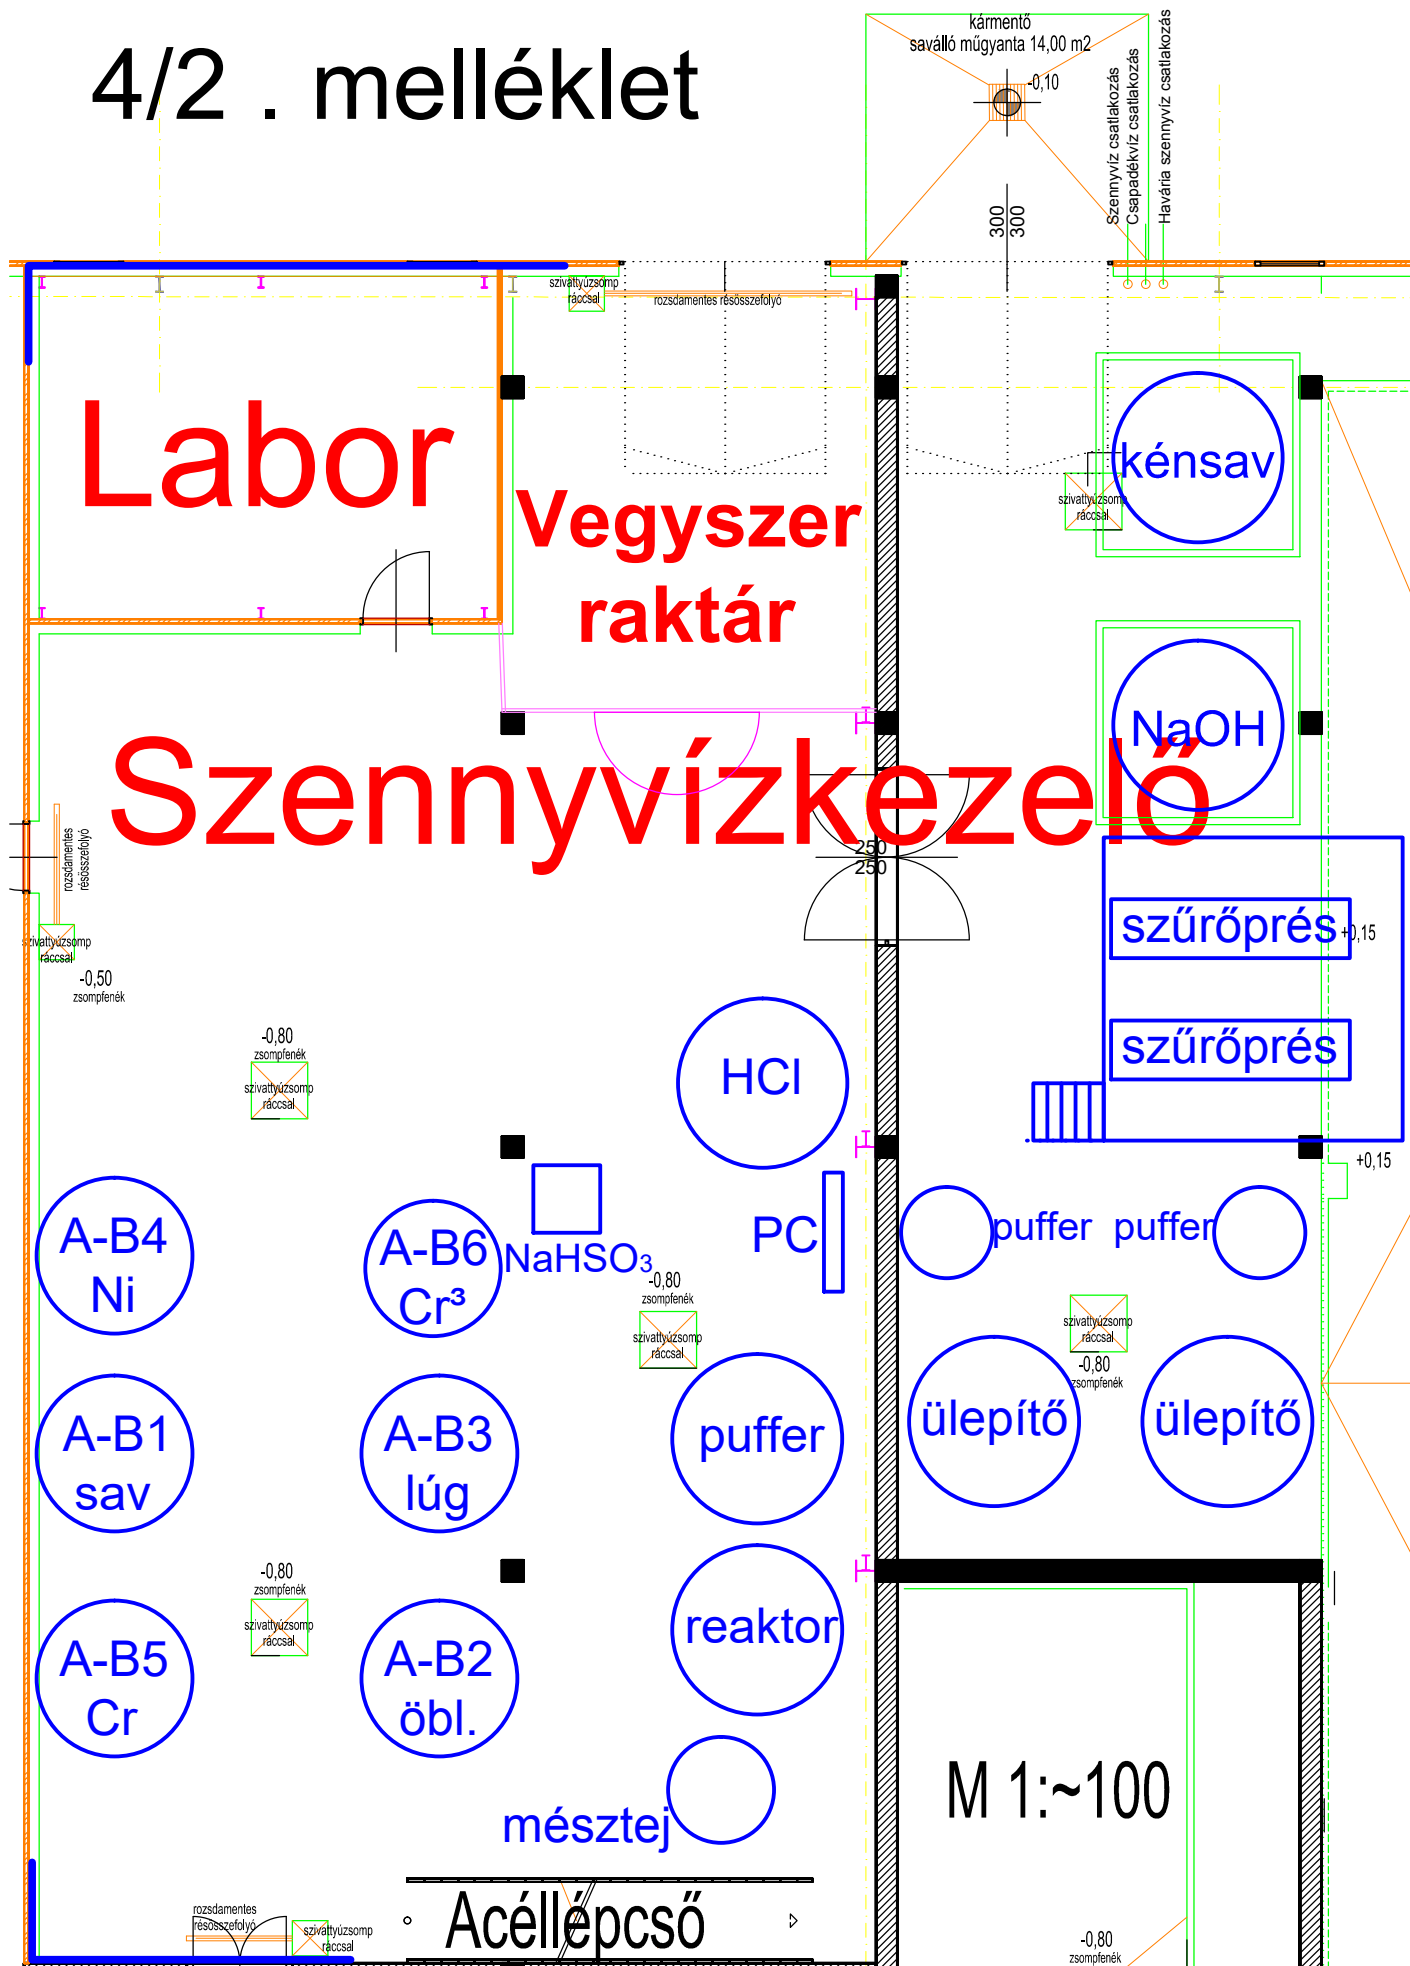 4/2 . melléklet
kármentő
saválló műgyanta 14,00 m2
-0,10
Szennyvíz csatlakozás
Csapadékvíz csatlakozás
Havária szennyvíz csatlakozás
300
300
szivattyúzsomp
ráccsal
rozsdamentes résösszefolyó
Labor
Vegyszer
raktár
kénsav
szivattyúzsomp
ráccsal
NaOH
Szennyvízkezelő
250
250
rozsdamentes
résösszefolyó
szivattyúzsomp
ráccsal
-0,50
zsompfenék
szűrőprés
+0,15
szűrőprés
-0,80
zsompfenék
szivattyúzsomp
ráccsal
HCl
+0,15
A-B4
Ni
A-B6
Cr³
NaHSO₃
PC
puffer
puffer
-0,80
zsompfenék
szivattyúzsomp
ráccsal
szivattyúzsomp
ráccsal
-0,80
zsompfenék
A-B1
sav
A-B3
lúg
puffer
ülepítő
ülepítő
-0,80
zsompfenék
szivattyúzsomp
ráccsal
reaktor
A-B5
Cr
A-B2
öbl.
mésztej
M 1:~100
rozsdamentes
résösszefolyó
szivattyúzsomp
ráccsal
Acéllépcső
-0,80
zsompfenék